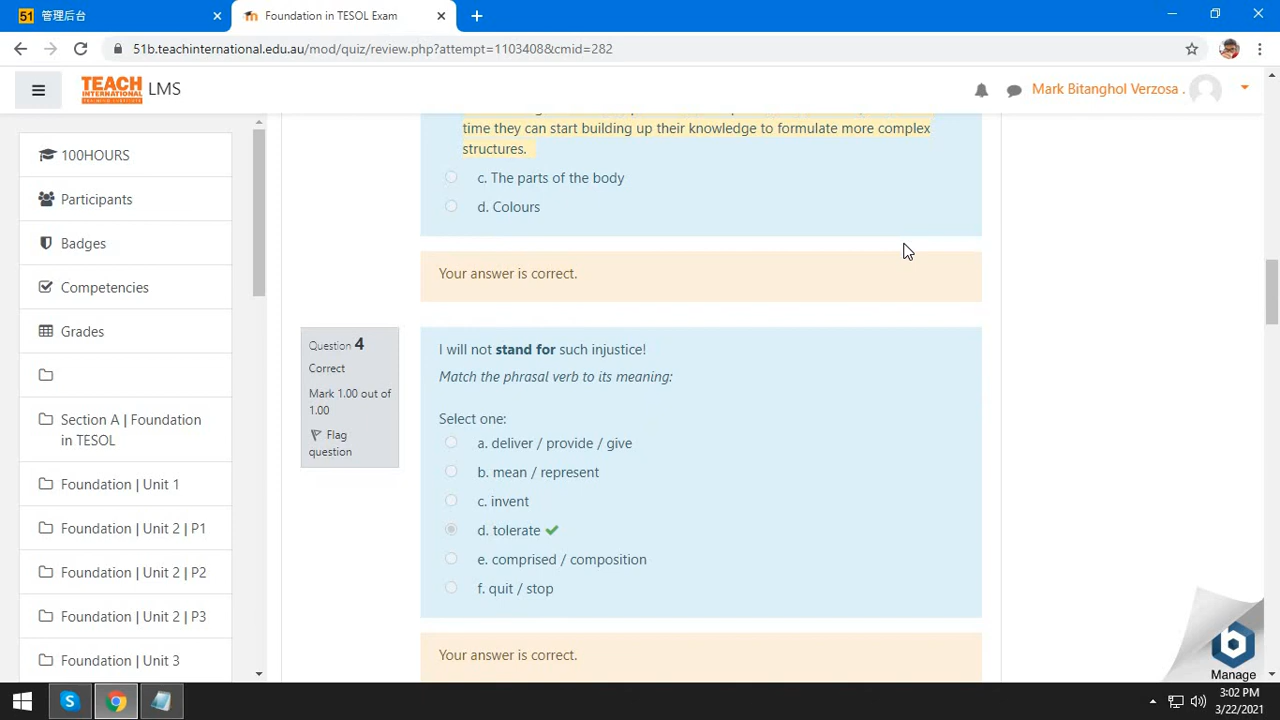 51 管理后台
Foundation in TESOL Exam
51b.teachinternational.edu.au/mod/quiz/review.php?attempt=1103408&cmid=282
TEACH
INTERNATIONAL
LMS
Mark Bitanghol Verzosa .
100HOURS
Participants
Badges
Competencies
Grades
Section A | Foundation
in TESOL
Foundation | Unit 1
Foundation | Unit 2 | P1
Foundation | Unit 2 | P2
Foundation | Unit 2 | P3
Foundation | Unit 3
time they can start building up their knowledge to formulate more complex
structures.
c. The parts of the body
d. Colours
Your answer is correct.
Question 4
Correct
Mark 1.00 out of
1.00
Flag
question
I will not stand for such injustice!
Match the phrasal verb to its meaning:
Select one:
a. deliver / provide / give
b. mean / represent
c. invent
d. tolerate
e. comprised / composition
f. quit / stop
Your answer is correct.
Manage
3:02 PM
3/22/2021